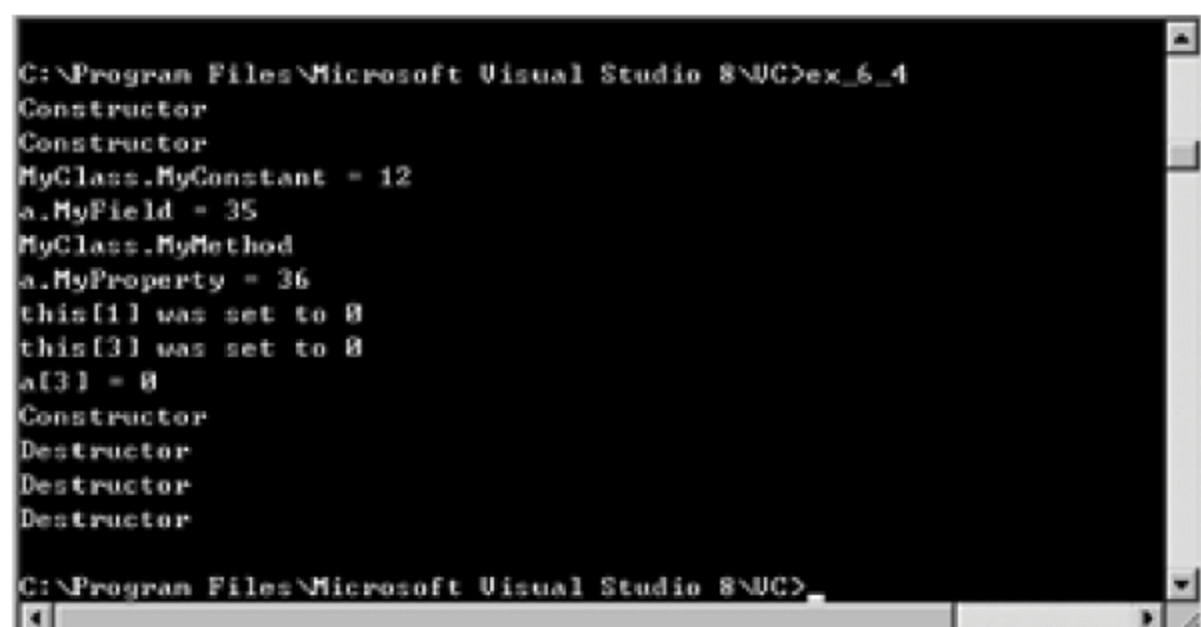 C:\Program Files\Microsoft Visual Studio 8\VC>ex_6_4
Constructor
Constructor
MyClass.MyConstant = 12
a.MyField = 35
MyClass.MyMethod
a.MyProperty = 36
this[1] was set to 0
this[3] was set to 0
a[3] = 0
Constructor
Destructor
Destructor
Destructor
C:\Program Files\Microsoft Visual Studio 8\VC>_